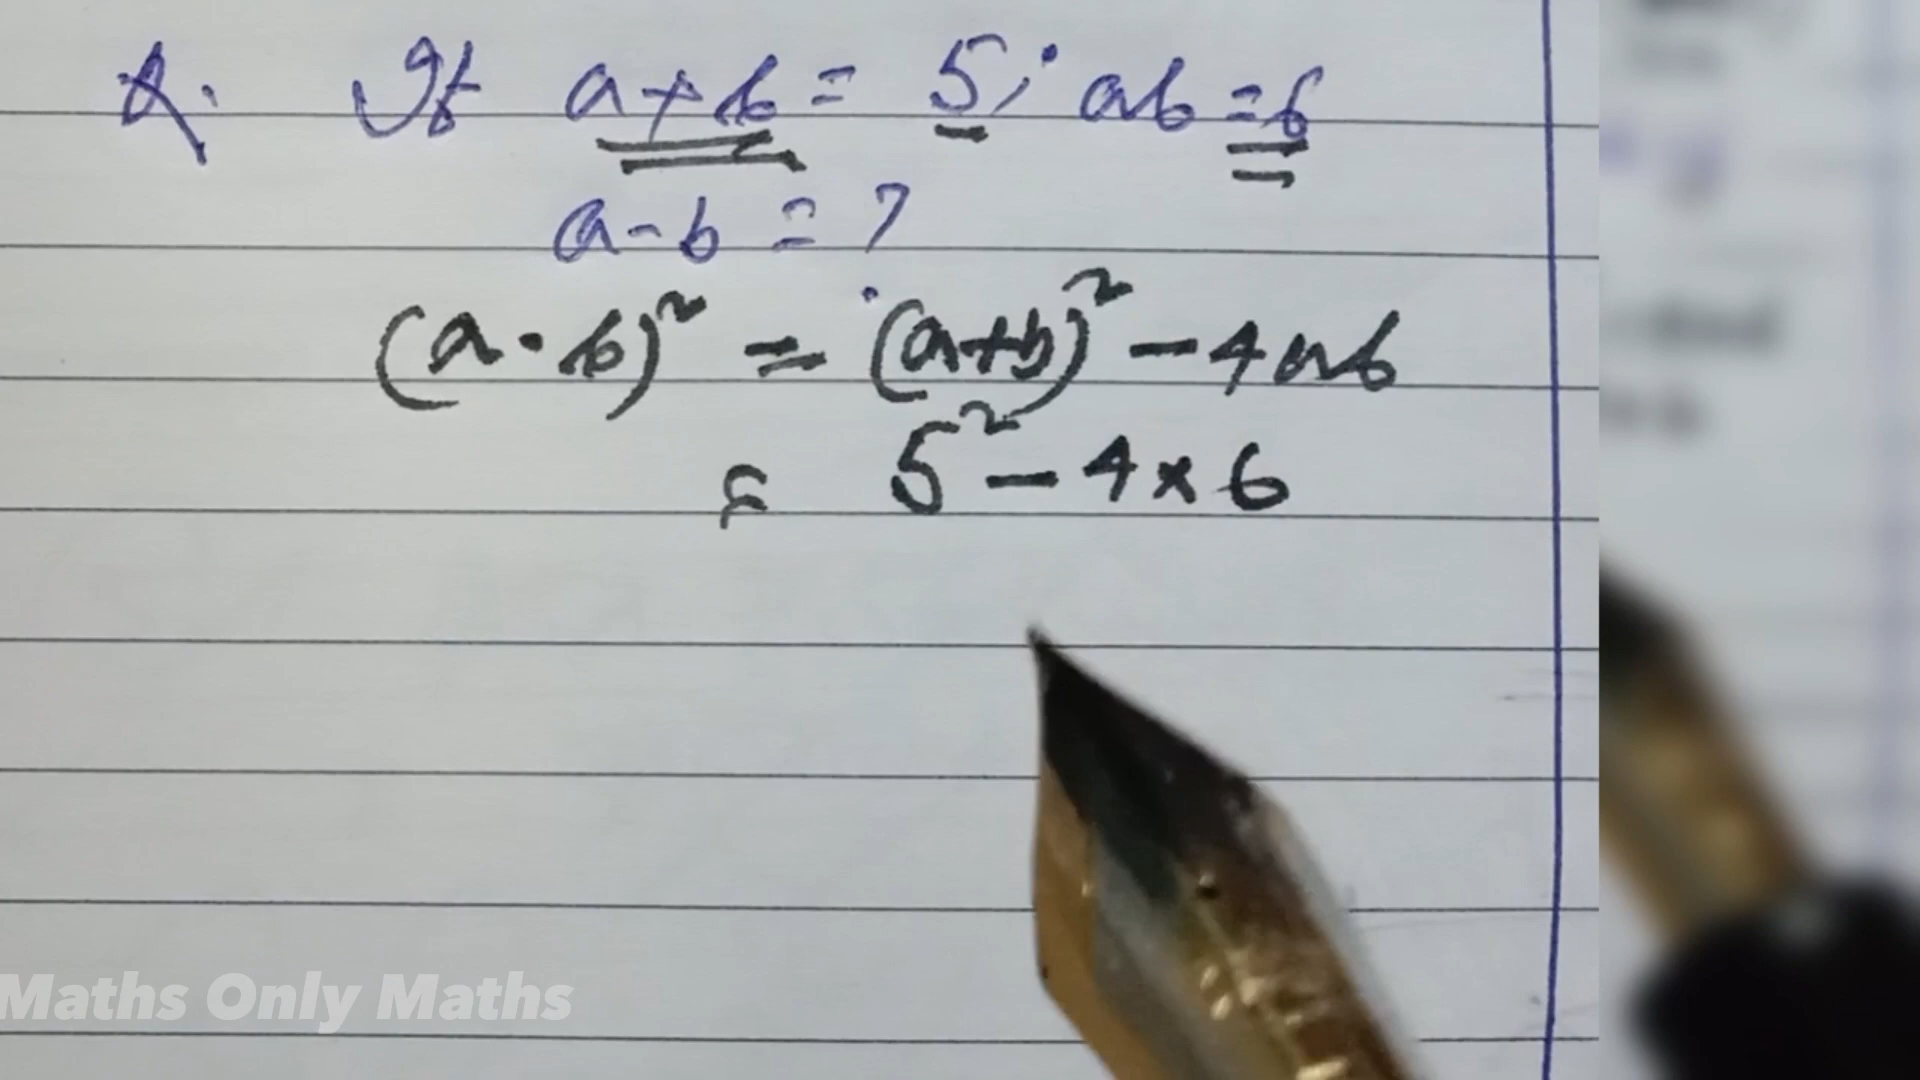 Q. If a+b = 5; ab = 6
a-b = ?
(a-b)² = (a+b)² - 4ab
= 5² - 4 × 6
Maths Only Maths